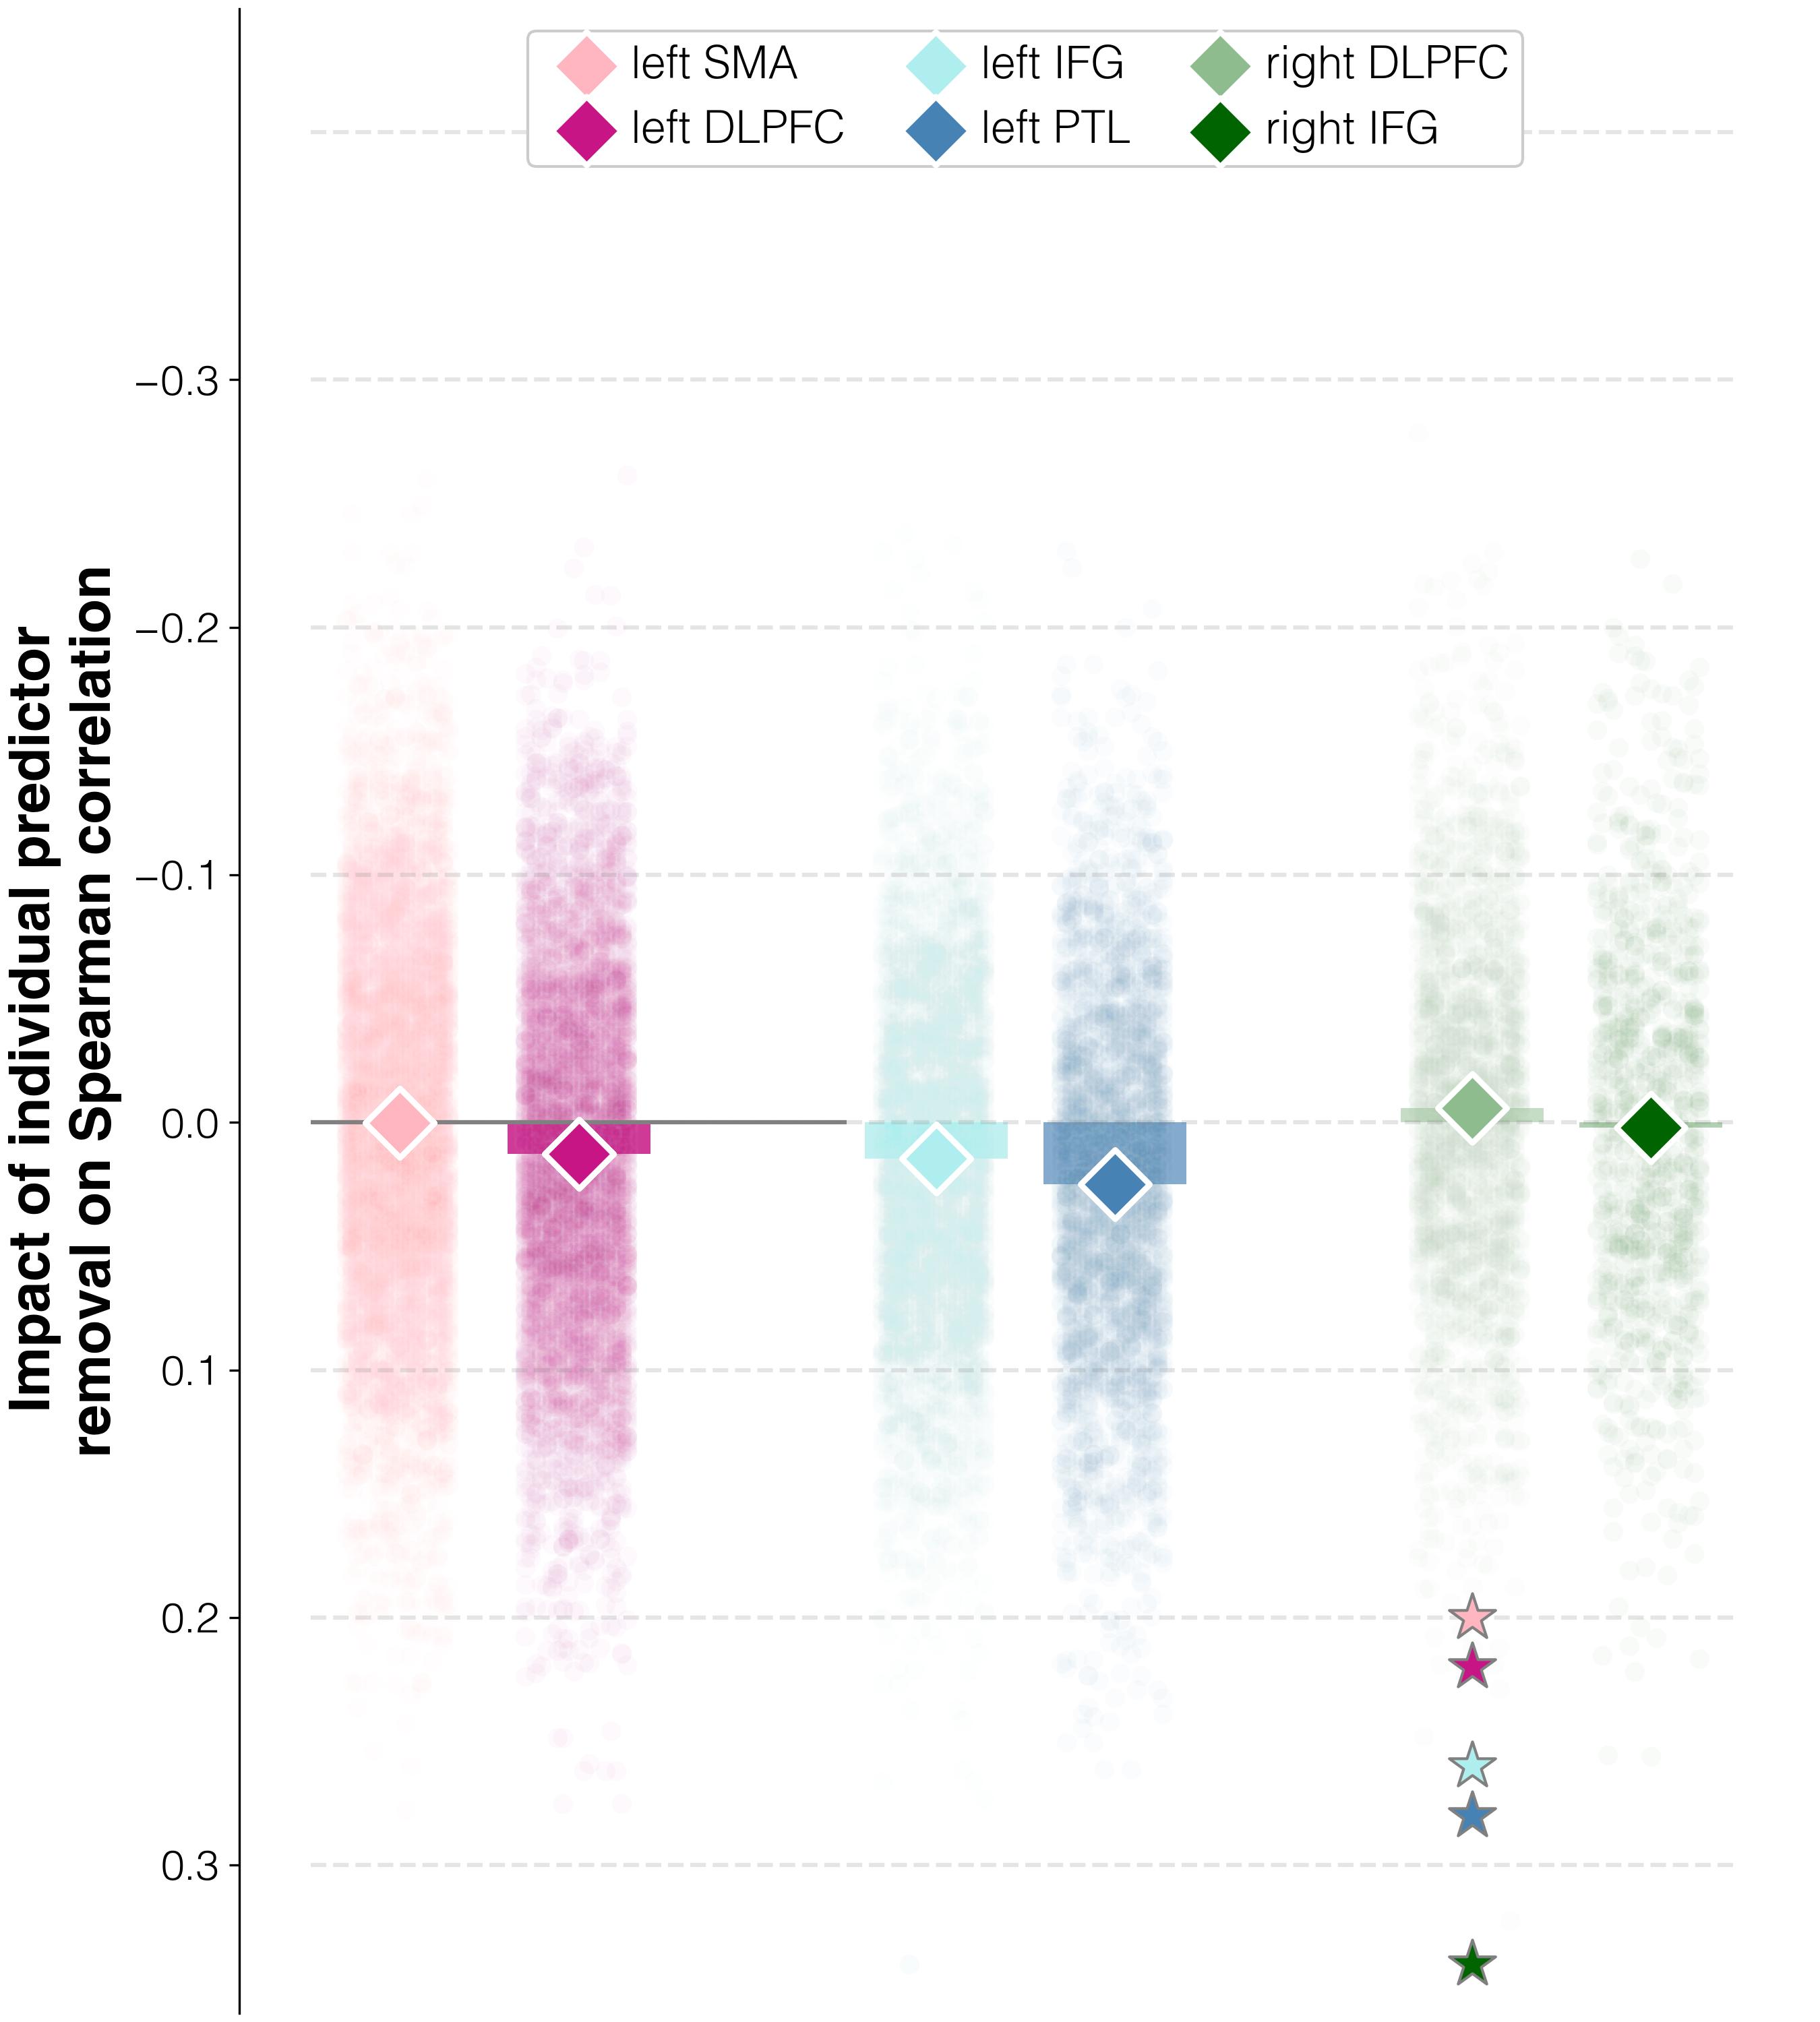 left SMA
left IFG
right DLPFC
left DLPFC
left PTL
right IFG
Impact of individual predictor
removal on Spearman correlation
−0.3
−0.2
−0.1
0.0
0.1
0.2
0.3